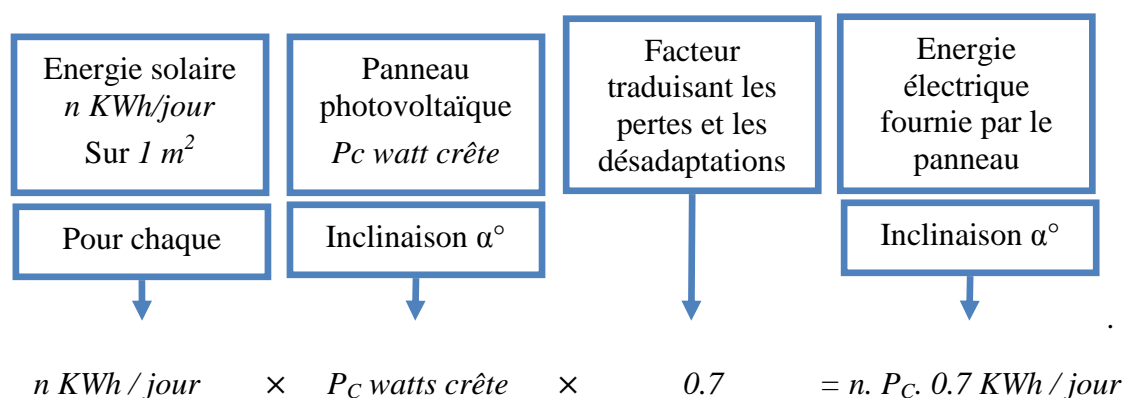 Energie solaire
n KWh/jour
Sur 1 m²
Pour chaque
Panneau
photovoltaïque
Pc watt crête
Inclinaison α°
Facteur
traduisant les
pertes et les
désadaptations
Energie
électrique
fournie par le
panneau
Inclinaison α°
.
n KWh / jour × P_C watts crête × 0.7 = n. P_C. 0.7 KWh / jour